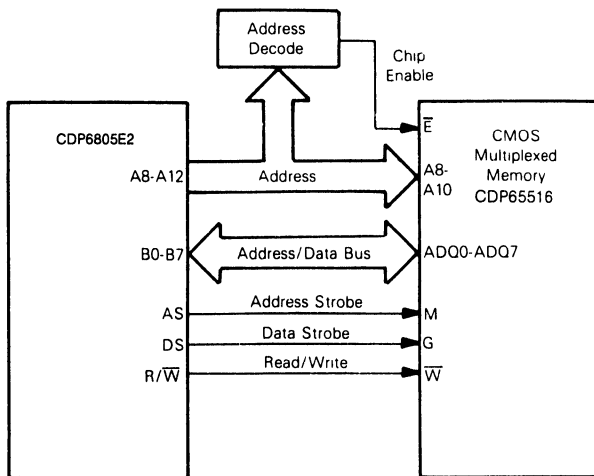 Address
Decode
Chip
Enable
CDP6805E2
E̅
CMOS
Multiplexed
Memory
CDP65516
A8-A12
Address
A8-
A10
B0-B7
Address/Data Bus
ADQ0-ADQ7
AS
Address Strobe
M
DS
Data Strobe
G
R/W̅
Read/Write
W̅